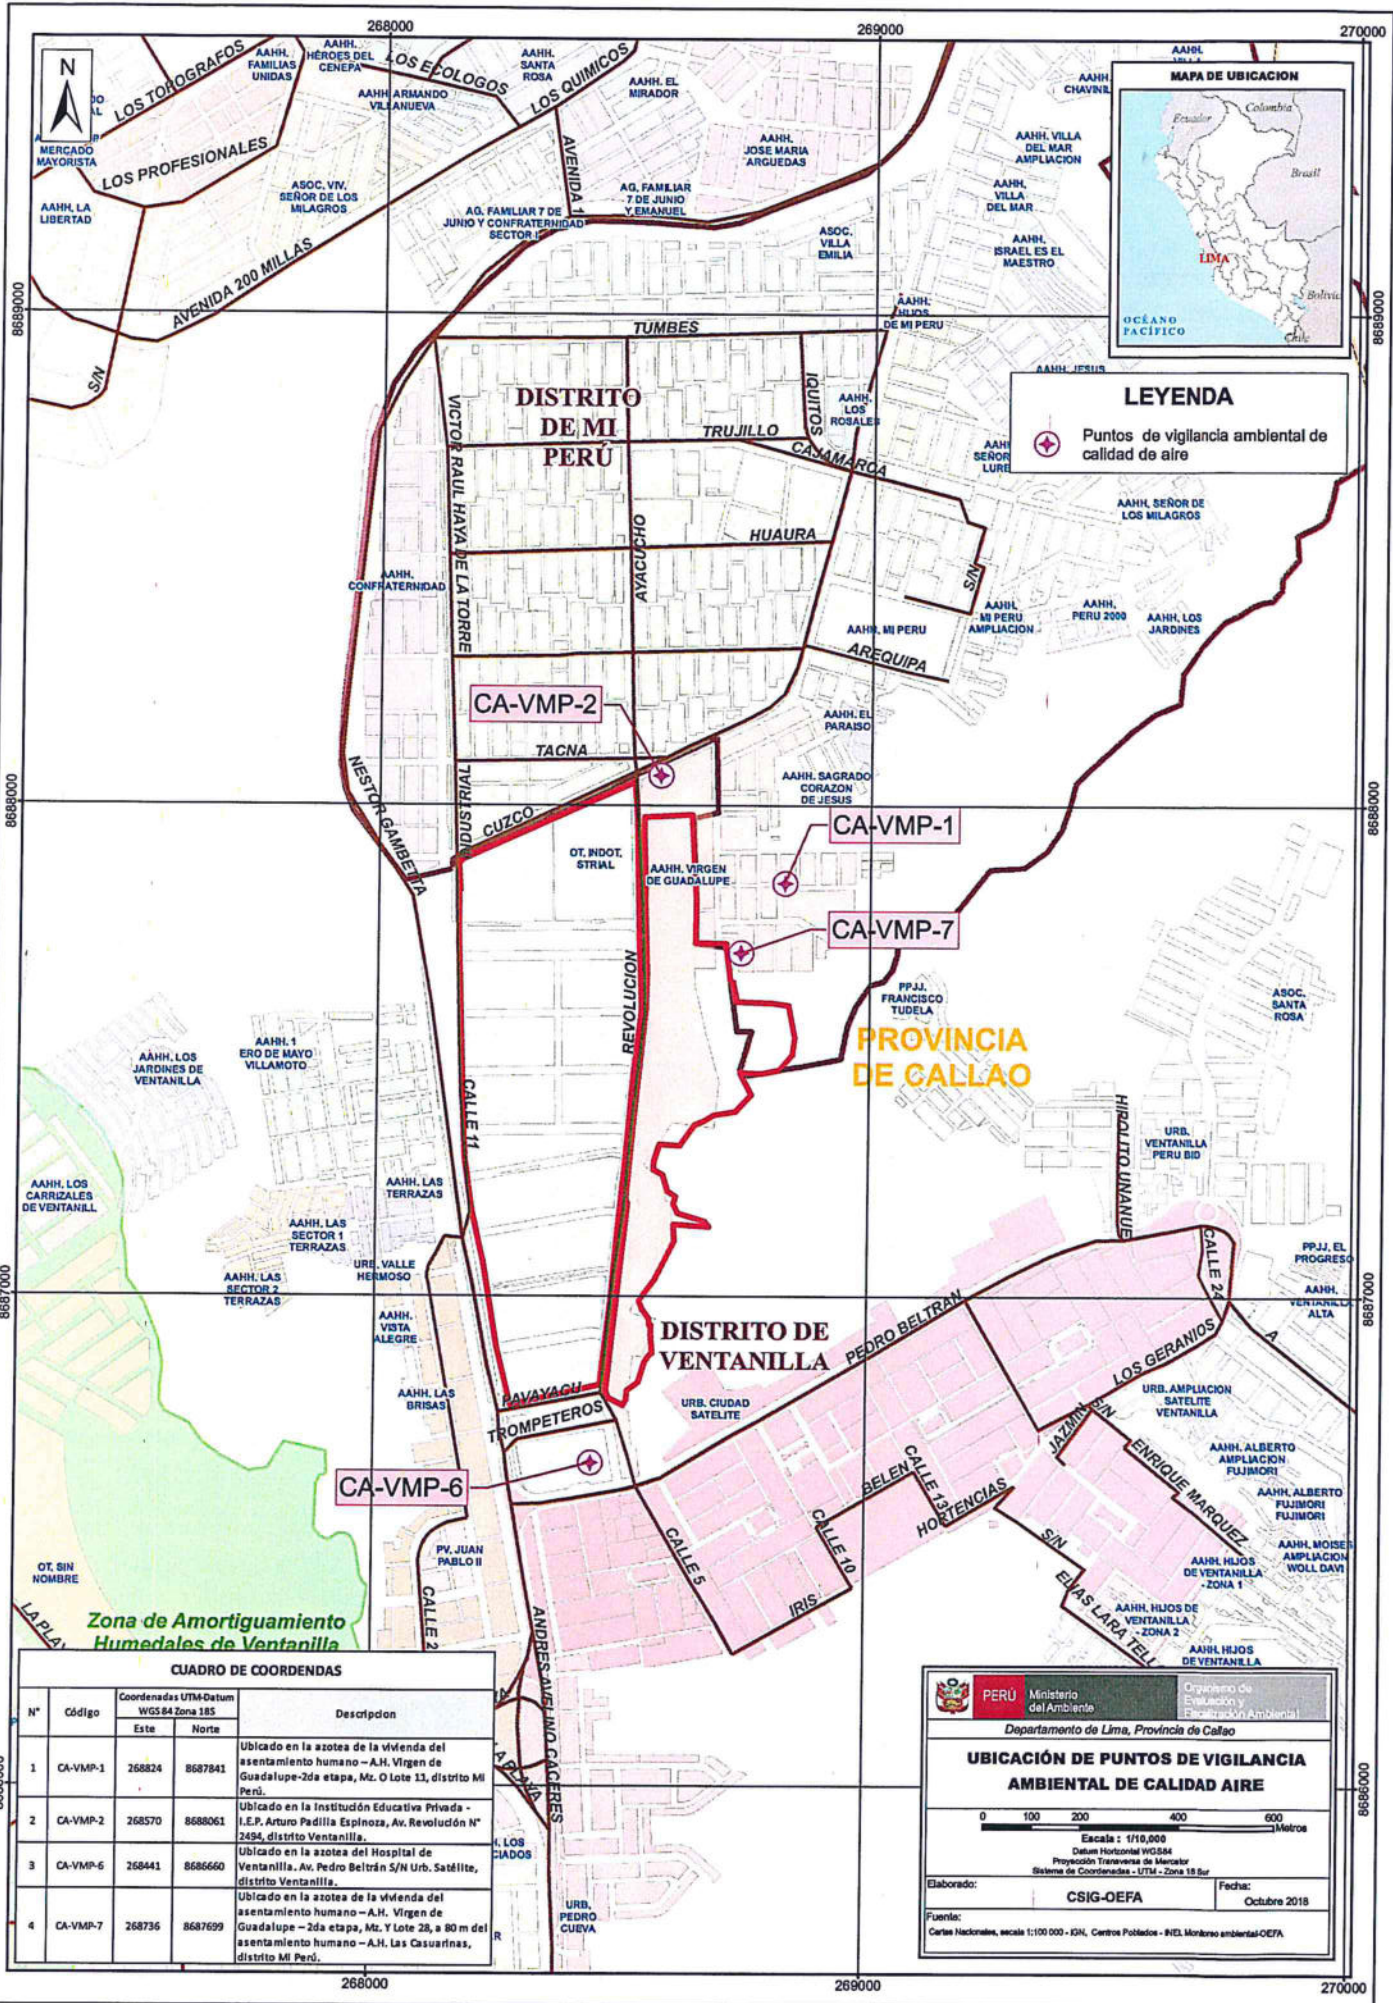 268000
269000
270000
N
MAPA DE UBICACION
Ecuador
Colombia
Brasil
LIMA
Bolivia
Chile
OCÉANO
PACÍFICO
LEYENDA
Puntos de vigilancia ambiental de
calidad de aire
LOS TOPOGRAFOS
AAHH.
FAMILIAS
UNIDAS
AAHH.
HÉROES DEL
CENEPA
LOS ECOLOGOS
AAHH.
SANTA
ROSA
LOS QUIMICOS
AAHH. EL
MIRADOR
AAHH ARMANDO
VILLANUEVA
MERCADO
MAYORISTA
LOS PROFESIONALES
AAHH. LA
LIBERTAD
ASOC. VIV.
SEÑOR DE LOS
MILAGROS
AVENIDA 1
AAHH.
JOSE MARIA
ARGUEDAS
AG. FAMILIAR
7 DE JUNIO
Y EMANUEL
AG. FAMILIAR 7 DE
JUNIO Y CONFRATERNIDAD
SECTOR I
AAHH.
CHAVINIL
AAHH. VILLA
DEL MAR
AMPLIACION
AAHH.
VILLA
DEL MAR
ASOC.
VILLA
EMILIA
AAHH.
ISRAEL ES EL
MAESTRO
AVENIDA 200 MILLAS
S/N
8689000
8689000
AAHH.
HIJOS
DE MI PERU
TUMBES
AAHH. JESUS
DISTRITO
DE MI
PERÚ
VICTOR RAUL HAYA DE LA TORRE
IQUITOS
AAHH.
LOS
ROSALES
TRUJILLO
CAJAMARCA
AAHH. SEÑOR DE
LOS MILAGROS
HUAURA
AYACUCHO
S/N
AAHH.
CONFRATERNIDAD
AAHH.
MI PERU
AMPLIACION
AAHH.
PERU 2000
AAHH. LOS
JARDINES
AAHH. MI PERU
AREQUIPA
CA-VMP-2
AAHH. EL
PARAISO
TACNA
AAHH. SAGRADO
CORAZON
DE JESUS
NESTOR GAMBETTA
INDUSTRIAL
CUZCO
8688000
8688000
CA-VMP-1
OT. INDOT.
STRIAL
AAHH. VIRGEN
DE GUADALUPE
CA-VMP-7
REVOLUCION
PPJJ.
FRANCISCO
TUDELA
ASOC.
SANTA
ROSA
PROVINCIA
DE CALLAO
AAHH. LOS
JARDINES DE
VENTANILLA
AAHH. 1
ERO DE MAYO
VILLAMOTO
CALLE 11
HIPOLITO UNANUE
URB.
VENTANILLA
PERU BID
AAHH. LOS
CARRIZALES
DE VENTANILL
AAHH. LAS
TERRAZAS
AAHH. LAS
SECTOR 1
TERRAZAS
URB. VALLE
HERMOSO
AAHH. LAS
SECTOR 2
TERRAZAS
CALLE 24
PPJJ. EL
PROGRESO
AAHH.
VENTANILLA
ALTA
8687000
8687000
AAHH.
VISTA
ALEGRE
DISTRITO DE
VENTANILLA
PEDRO BELTRAN
LOS GERANIOS
A
AAHH. LAS
BRISAS
PAVAYACU
TROMPETEROS
URB. CIUDAD
SATELITE
URB. AMPLIACION
SATELITE
VENTANILLA
JAZMIN
S/N
ENRIQUE MARQUEZ
AAHH. ALBERTO
AMPLIACION
FUJIMORI
CA-VMP-6
BELEN
CALLE 13
HORTENCIAS
AAHH. ALBERTO
FUJIMORI
FUJIMORI
CALLE 10
S/N
AAHH. MOISES
AMPLIACION
WOLL DAVI
PV. JUAN
PABLO II
CALLE 5
AAHH. HIJOS
DE VENTANILLA
- ZONA 1
OT. SIN
NOMBRE
CALLE 2
IRIS
ELIAS LARA TELL
AAHH. HIJOS DE
VENTANILLA
- ZONA 2
Zona de Amortiguamiento
Humedales de Ventanilla
ANDRES AVELINO CACERES
AAHH. HIJOS
DE VENTANILLA
LA PLAYA
URB.
PEDRO
CUEVA
8686000
CUADRO DE COORDENDAS
N° Código Coordenadas UTM-Datum WGS 84 Zona 18S Descripcion
Este Norte
1 CA-VMP-1 268824 8687841 Ubicado en la azotea de la vivienda del
asentamiento humano – A.H. Virgen de
Guadalupe-2da etapa, Mz. O Lote 13, distrito Mi
Perú.
2 CA-VMP-2 268570 8688061 Ubicado en la Institución Educativa Privada -
I.E.P. Arturo Padilla Espinoza, Av. Revolución N°
2494, distrito Ventanilla.
3 CA-VMP-6 268441 8686660 Ubicado en la azotea del Hospital de
Ventanilla. Av. Pedro Beltrán S/N Urb. Satélite,
distrito Ventanilla.
4 CA-VMP-7 268736 8687699 Ubicado en la azotea de la vivienda del
asentamiento humano – A.H. Virgen de
Guadalupe – 2da etapa, Mz. Y Lote 28, a 80 m del
asentamiento humano – A.H. Las Casuarinas,
distrito Mi Perú.
PERÚ Ministerio
del Ambiente
Organismo de
Evaluación y
Fiscalización Ambiental
Departamento de Lima, Provincia de Callao
UBICACIÓN DE PUNTOS DE VIGILANCIA
AMBIENTAL DE CALIDAD AIRE
0 100 200 400 600
Metros
Escala : 1/10,000
Datum Horizontal WGS84
Proyección Transversa de Mercator
Sistema de Coordenadas - UTM - Zona 18 Sur
Elaborado:
CSIG-OEFA
Fecha:
Octubre 2018
Fuente:
Cartas Nacionales, escala 1:100 000 - IGN, Centros Poblados - INEI, Monitoreo ambiental-OEFA
268000
269000
270000